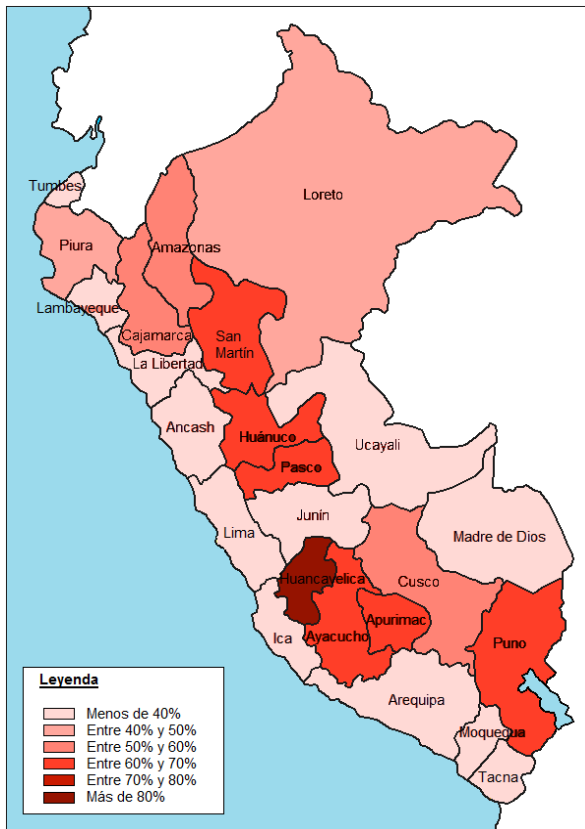 Tumbes
Loreto
Piura
Amazonas
Lambayeque
Cajamarca
San
Martín
La Libertad
Ancash
Huánuco
Ucayali
Pasco
Junín
Lima
Madre de Dios
Huancavelica
Cusco
Apurimac
Ica
Ayacucho
Puno
Arequipa
Moquegua
Tacna
Leyenda
Menos de 40%
Entre 40% y 50%
Entre 50% y 60%
Entre 60% y 70%
Entre 70% y 80%
Más de 80%